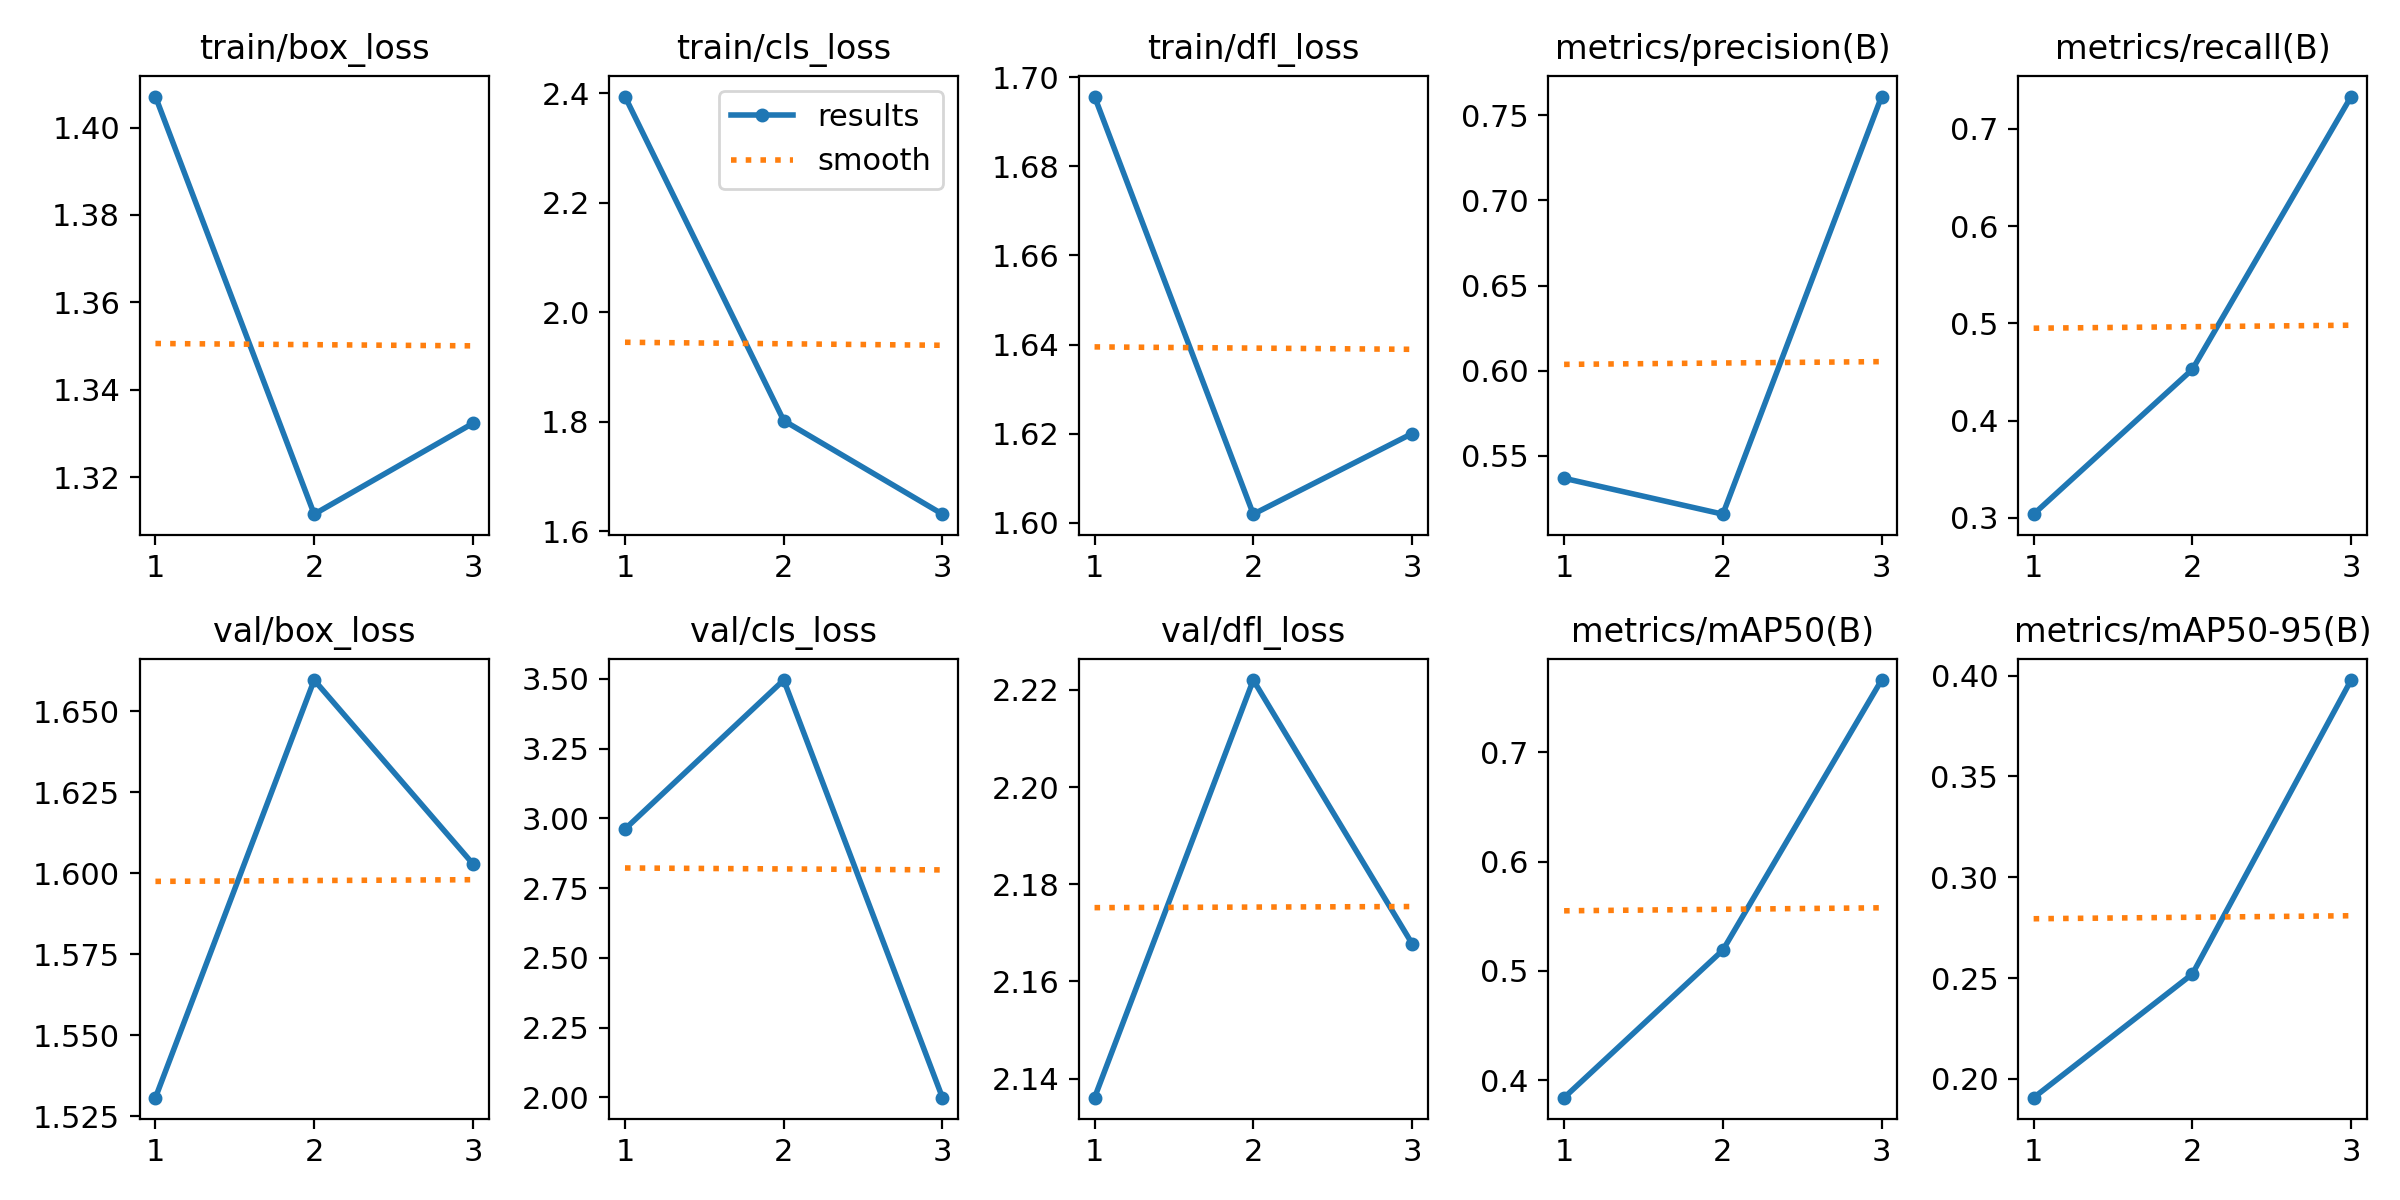 train/box_loss
1.40
1.38
1.36
1.34
1.32
1 2 3
train/cls_loss
results
smooth
2.4
2.2
2.0
1.8
1.6
1 2 3
train/dfl_loss
1.70
1.68
1.66
1.64
1.62
1.60
1 2 3
metrics/precision(B)
0.75
0.70
0.65
0.60
0.55
1 2 3
metrics/recall(B)
0.7
0.6
0.5
0.4
0.3
1 2 3
val/box_loss
1.650
1.625
1.600
1.575
1.550
1.525
1 2 3
val/cls_loss
3.50
3.25
3.00
2.75
2.50
2.25
2.00
1 2 3
val/dfl_loss
2.22
2.20
2.18
2.16
2.14
1 2 3
metrics/mAP50(B)
0.7
0.6
0.5
0.4
1 2 3
metrics/mAP50-95(B)
0.40
0.35
0.30
0.25
0.20
1 2 3